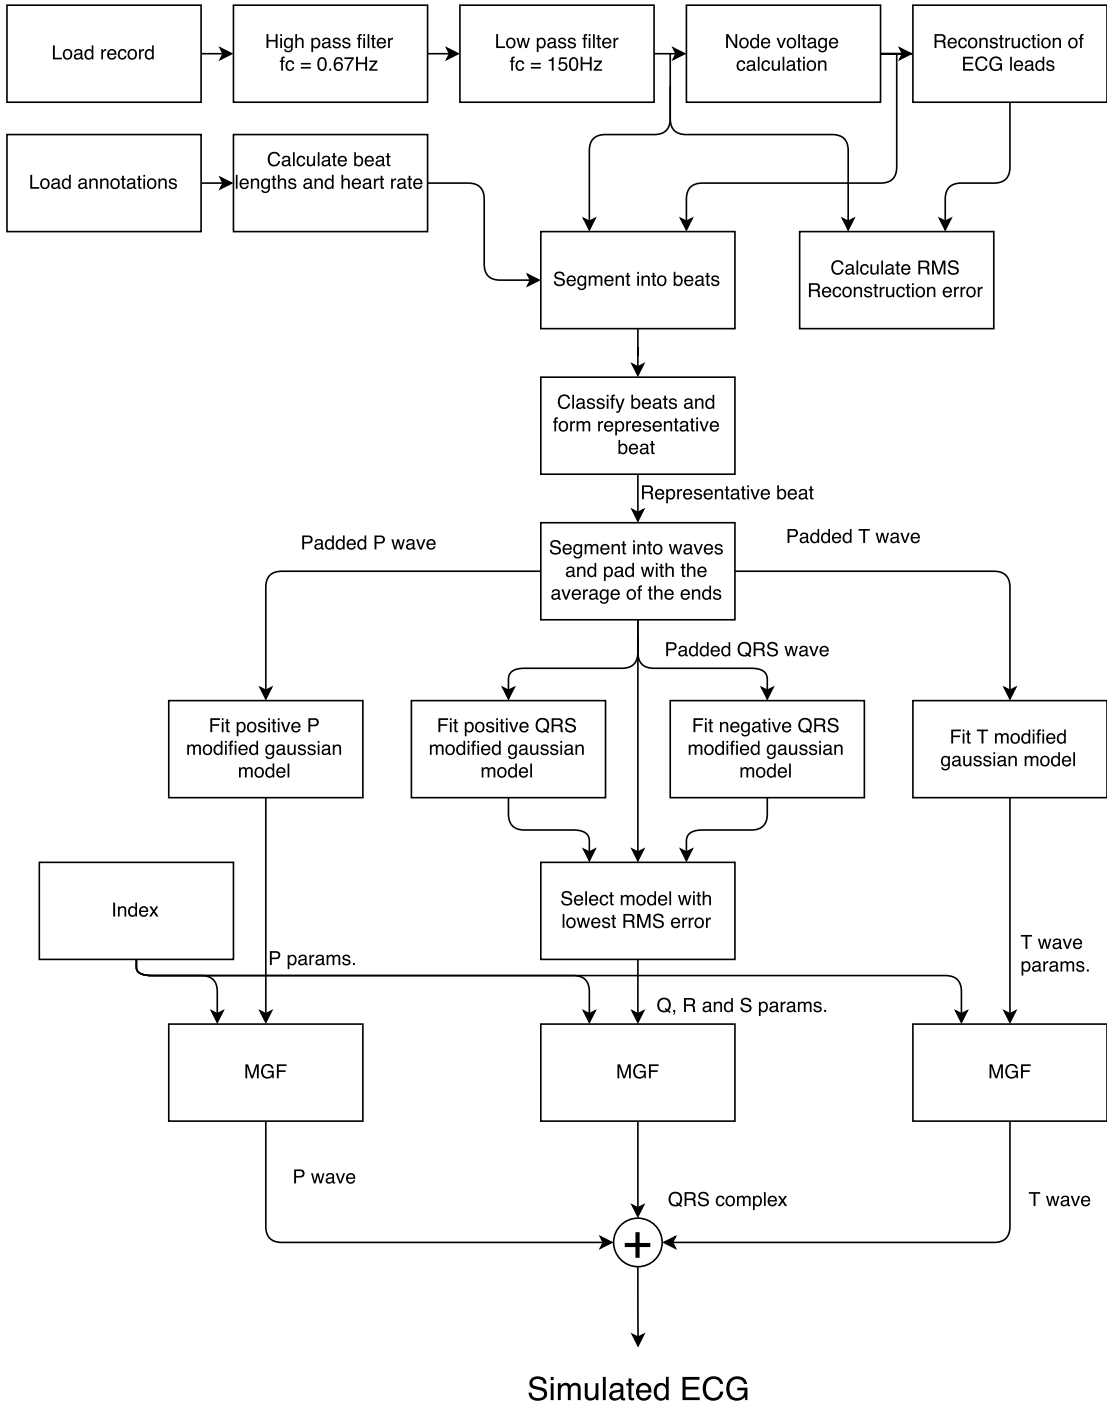 Load record
High pass filter
fc = 0.67Hz
Low pass filter
fc = 150Hz
Node voltage
calculation
Reconstruction of
ECG leads
Load annotations
Calculate beat
lengths and heart rate
Segment into beats
Calculate RMS
Reconstruction error
Classify beats and
form representative
beat
Representative beat
Padded P wave
Segment into waves
and pad with the
average of the ends
Padded T wave
Padded QRS wave
Fit positive P
modified gaussian
model
Fit positive QRS
modified gaussian
model
Fit negative QRS
modified gaussian
model
Fit T modified
gaussian model
Index
Select model with
lowest RMS error
P params.
T wave
params.
Q, R and S params.
MGF
MGF
MGF
P wave
QRS complex
T wave
+
Simulated ECG